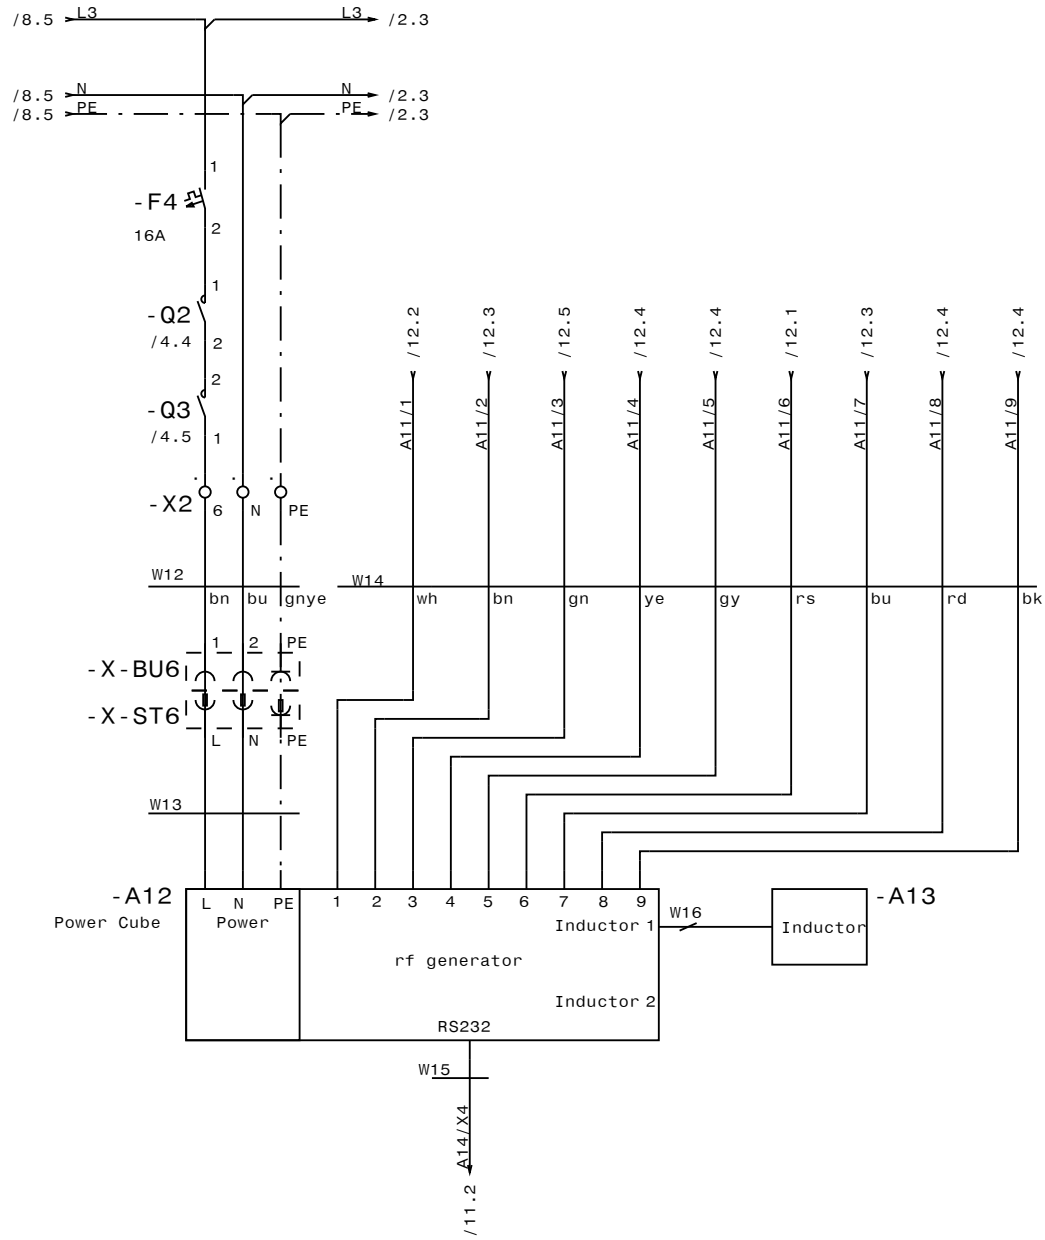 /8.5 L3 L3 /2.3
/8.5 N N /2.3
/8.5 PE PE /2.3
1
-F4
2
16A
1
-Q2
/4.4 2
2
-Q3
/4.5 1
-X2 6 N PE
/12.2 /12.3 /12.5 /12.4 /12.4 /12.1 /12.3 /12.4 /12.4
A11/1 A11/2 A11/3 A11/4 A11/5 A11/6 A11/7 A11/8 A11/9
W12 W14
bn bu gnye wh bn gn ye gy rs bu rd bk
1 2 PE
-X-BU6
-X-ST6
L N PE
W13
-A12 L N PE 1 2 3 4 5 6 7 8 9 -A13
Power Cube Power Inductor 1 W16 Inductor
rf generator
Inductor 2
RS232
W15
A14/X4
/11.2